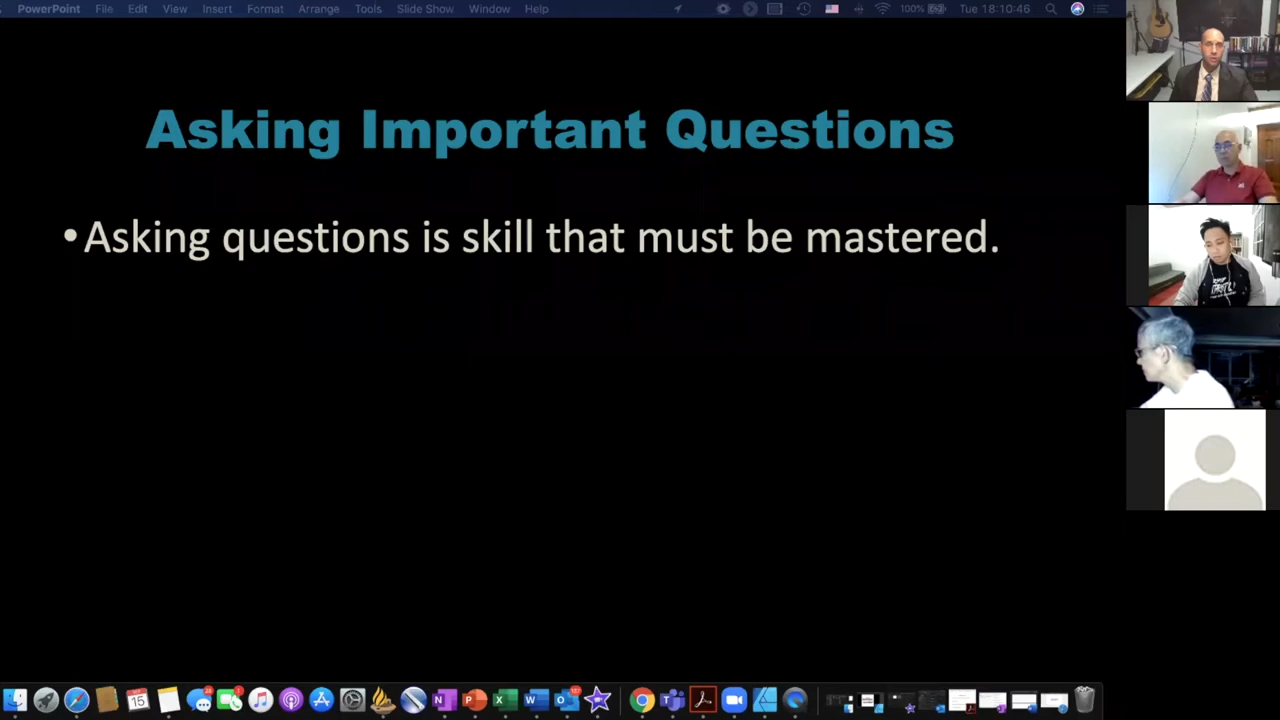 PowerPoint File Edit View Insert Format Arrange Tools Slide Show Window Help 100% Tue 18:10:46
Asking Important Questions
•Asking questions is skill that must be mastered.
15